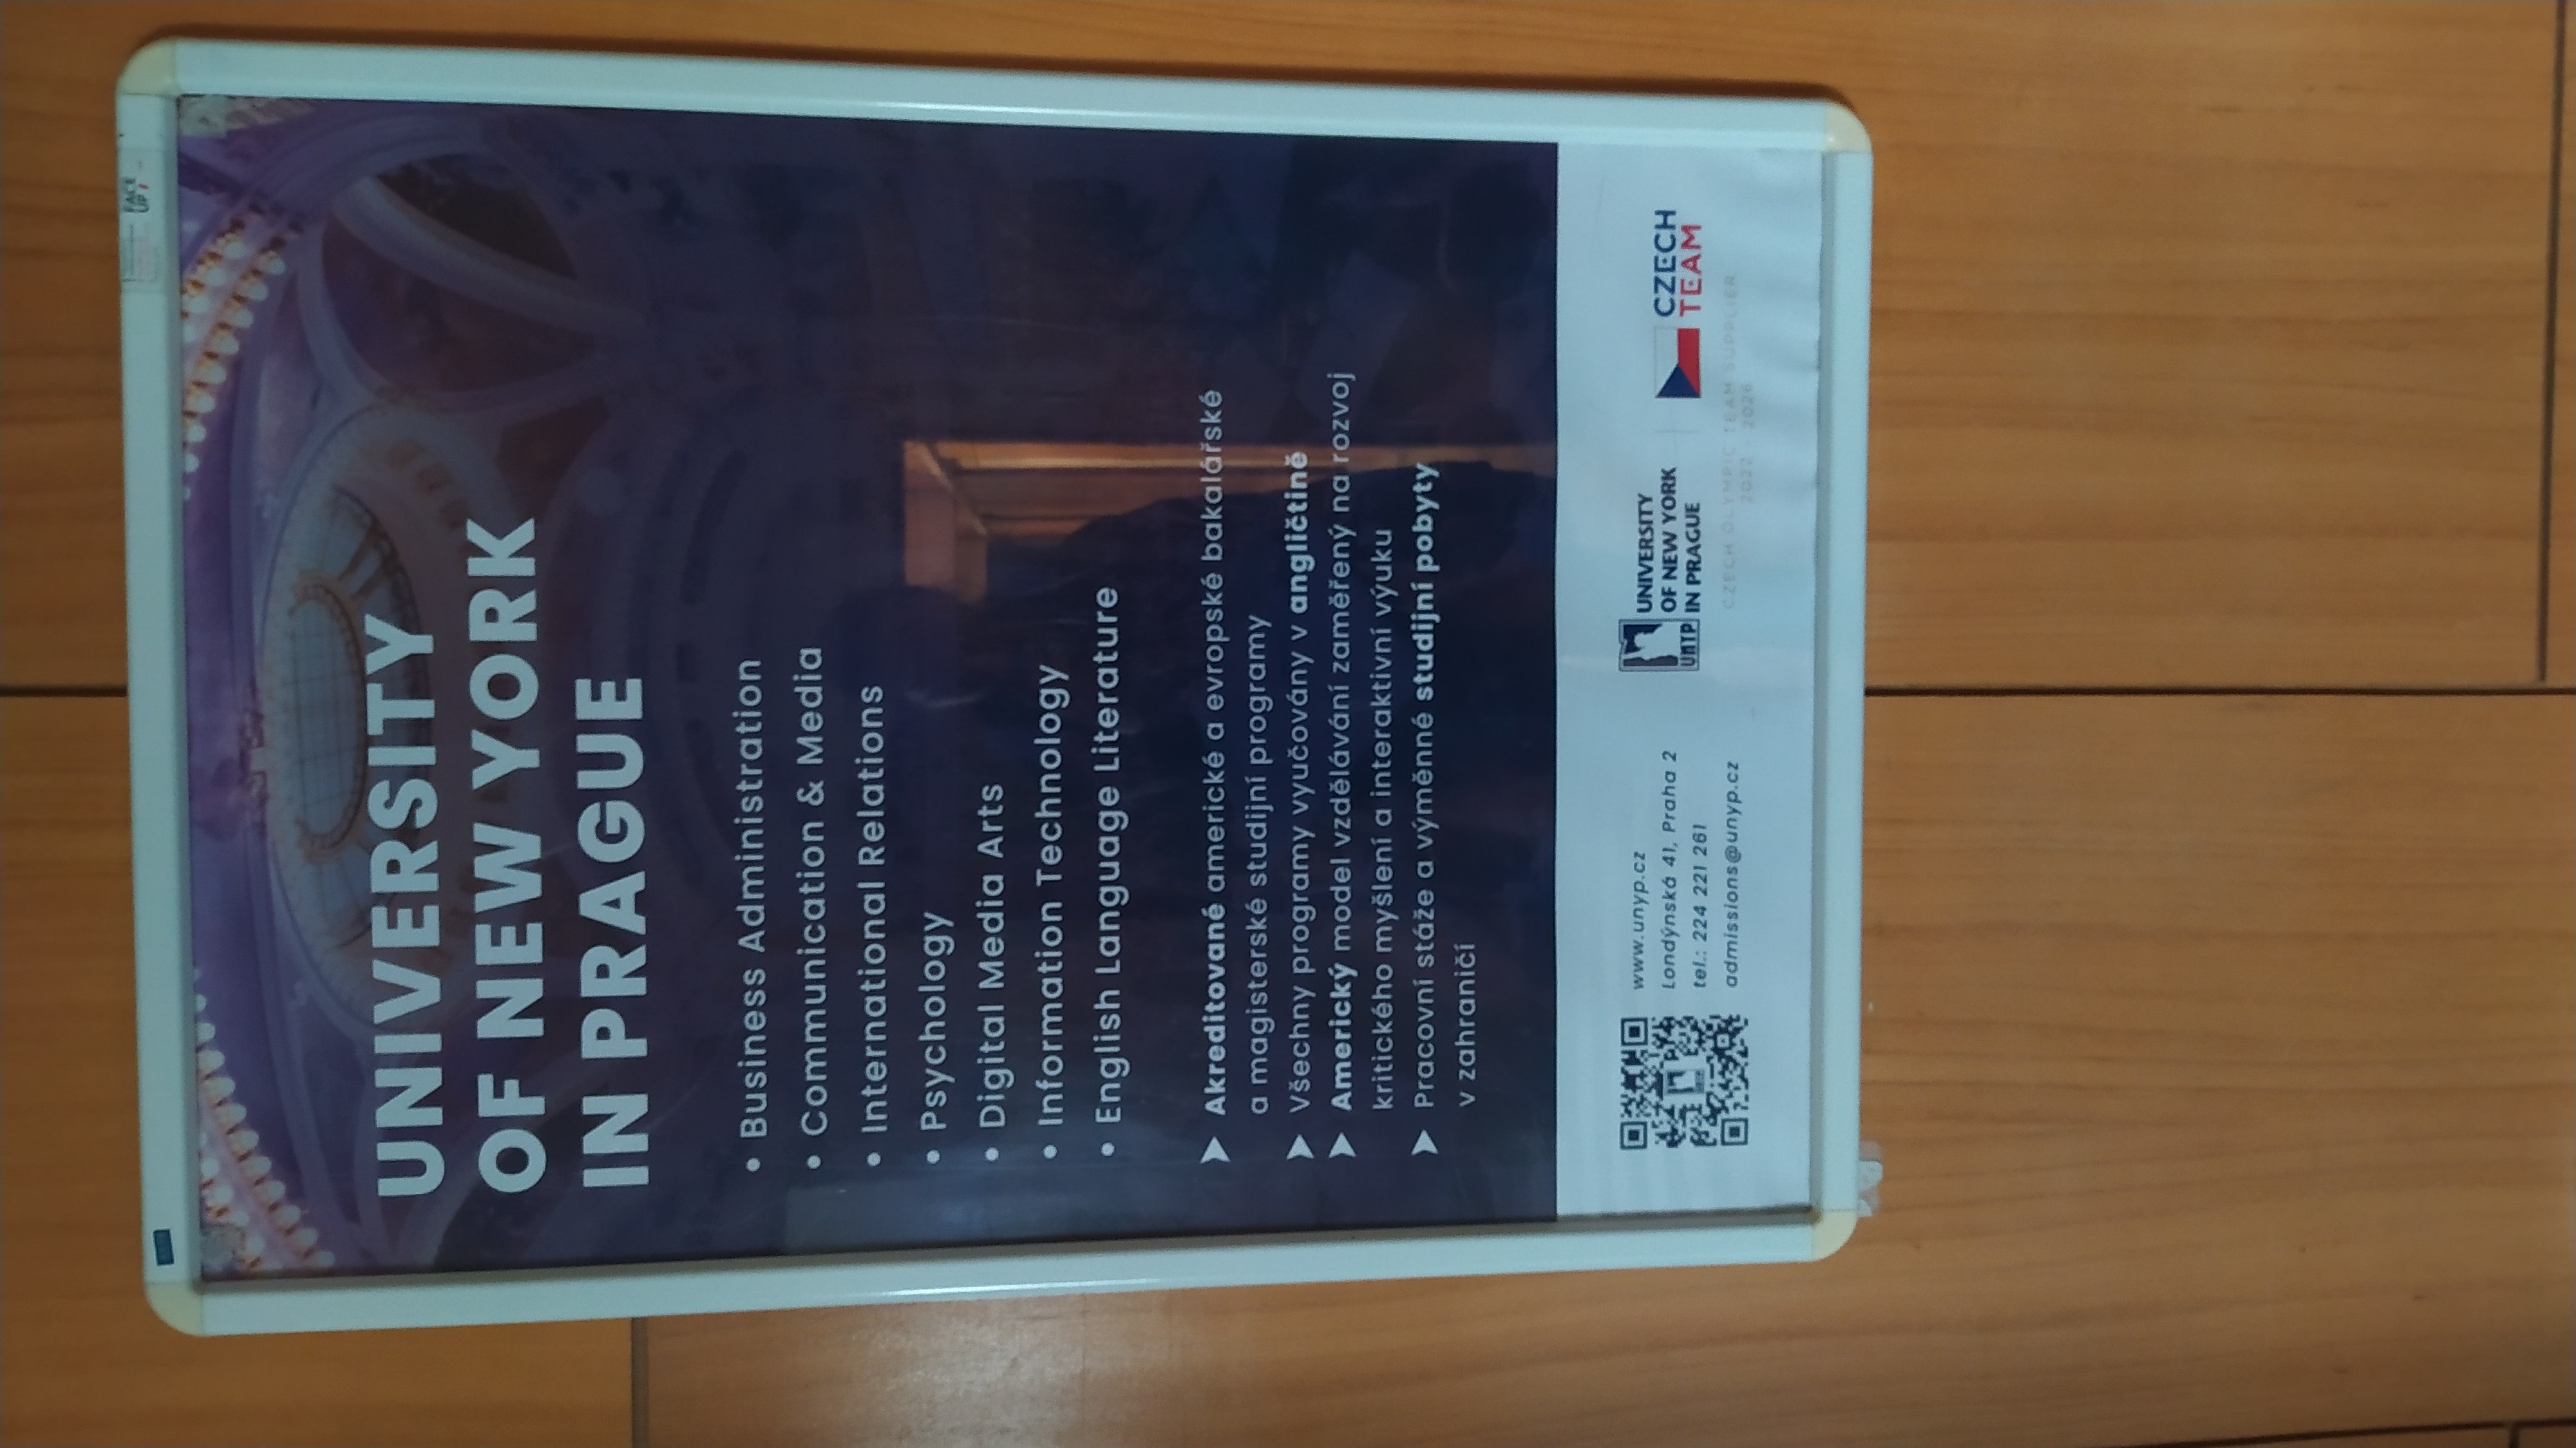 FACE
UP
UNIVERSITY
OF NEW YORK
IN PRAGUE
• Business Administration
• Communication & Media
• International Relations
• Psychology
• Digital Media Arts
• Information Technology
• English Language Literature
➤ Akreditované americké a evropské bakalářské
a magisterské studijní programy
➤ Všechny programy vyučovány v angličtině
➤ Americký model vzdělávání zaměřený na rozvoj
kritického myšlení a interaktivní výuku
➤ Pracovní stáže a výměnné studijní pobyty
v zahraničí
www.unyp.cz
Londýnská 41, Praha 2
tel.: 224 221 261
admissions@unyp.cz
UNYP
UNIVERSITY
OF NEW YORK
IN PRAGUE
CZECH
TEAM
CZECH OLYMPIC TEAM SUPPLIER
2022 - 2026